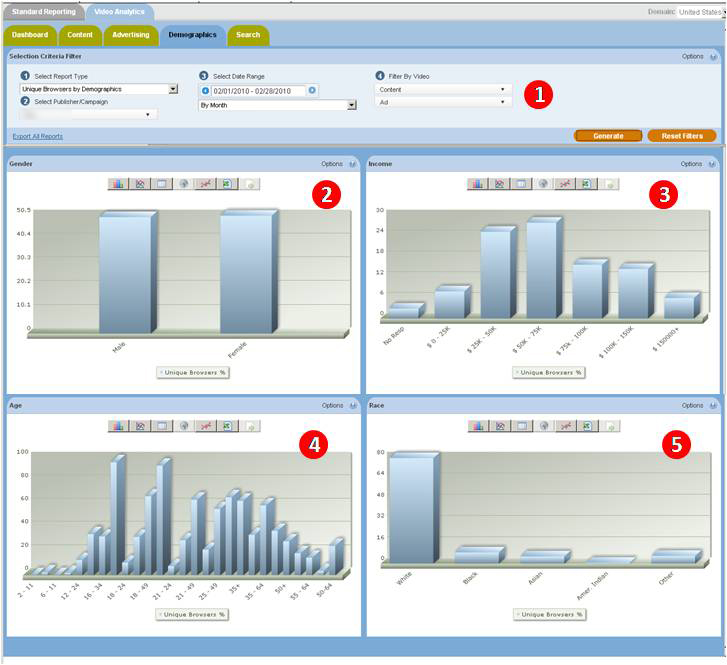 Standard Reporting Video Analytics Domain: United States
Dashboard Content Advertising Demographics Search
Selection Criteria Filter Options
1 Select Report Type 3 Select Date Range 4 Filter By Video
Unique Browsers by Demographics 02/01/2010 - 02/28/2010 Content
2 Select Publisher/Campaign By Month Ad
1
Export All Reports Generate Reset Filters
Gender Options
2
50.5
40.4
30.3
20.2
10.1
0
Male Female
Unique Browsers %
Income Options
3
30
24
18
12
6
0
No Resp $ 0 - 25K $ 25K - 50K $ 50K - 75K $ 75k - 100K $ 100K - 150K $ 150000+
Unique Browsers %
Age Options
4
100
80
60
40
20
0
2 - 11 6 - 11 12 - 24 16 - 34 18 - 24 18 - 49 21 - 24 21 - 49 25 - 49 35+ 35 - 64 50+ 55 - 64 50-64
Unique Browsers %
Race Options
5
80
64
48
32
16
0
White Black Asian Amer. Indian Other
Unique Browsers %